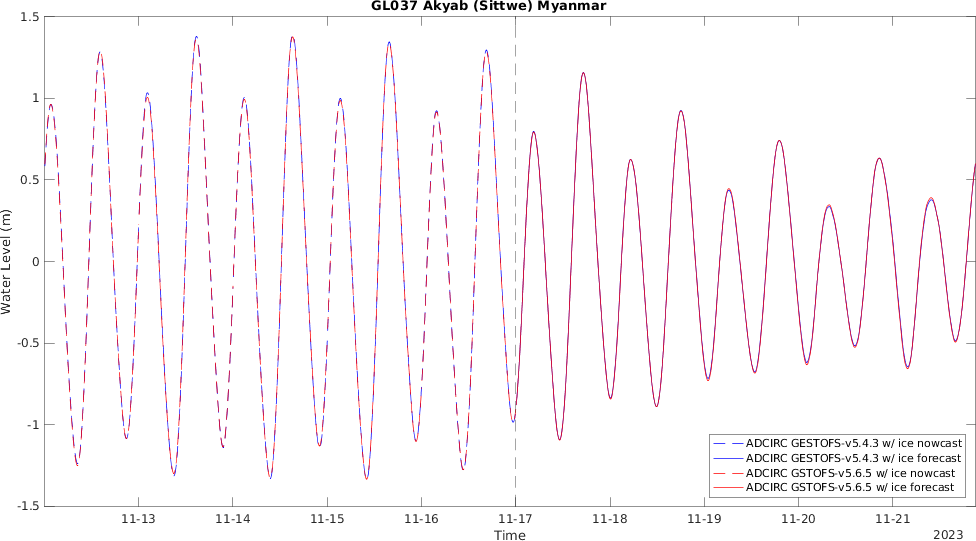 GL037 Akyab (Sittwe) Myanmar
1.5
1
0.5
0
-0.5
-1
-1.5
Water Level (m)
11-13
11-14
11-15
11-16
11-17
11-18
11-19
11-20
11-21
Time
2023
ADCIRC GESTOFS-v5.4.3 w/ ice nowcast
ADCIRC GESTOFS-v5.4.3 w/ ice forecast
ADCIRC GSTOFS-v5.6.5 w/ ice nowcast
ADCIRC GSTOFS-v5.6.5 w/ ice forecast